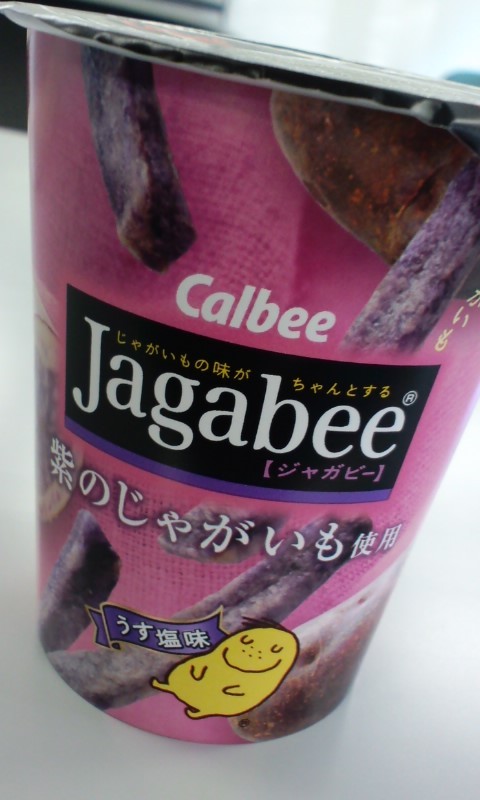 Calbee
じゃがいもの味が ちゃんとする
Jagabee®
【ジャガビー】
紫のじゃがいも使用
うす塩味